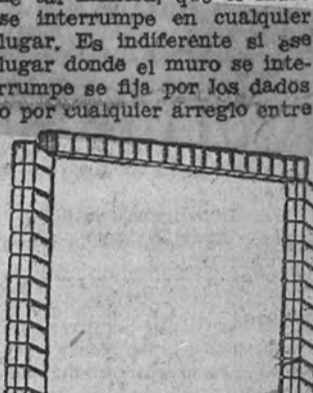 se interrumpe en cualquier
lugar. Es indiferente si ese
lugar donde el muro se inte-
rrumpe se fija por los dados
o por cualquier arreglo entre